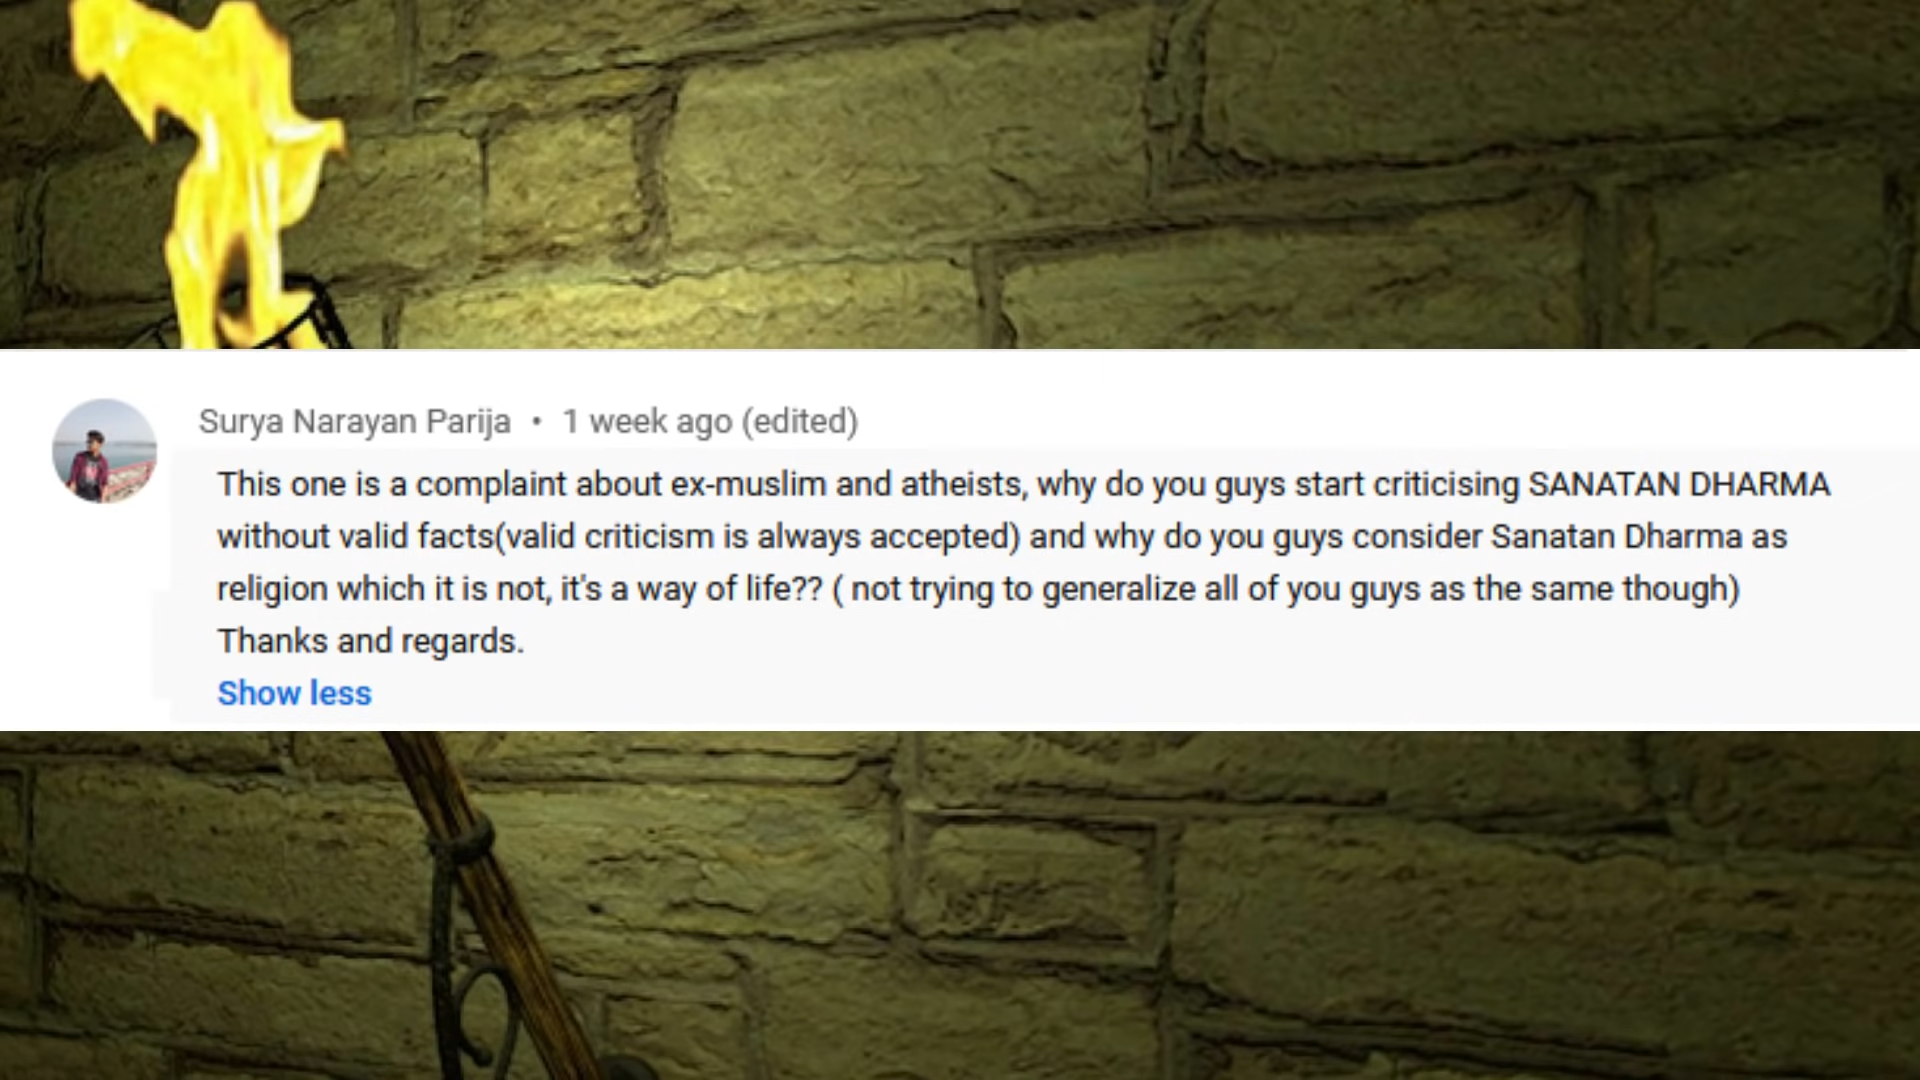 Surya Narayan Parija • 1 week ago (edited)
This one is a complaint about ex-muslim and atheists, why do you guys start criticising SANATAN DHARMA
without valid facts(valid criticism is always accepted) and why do you guys consider Sanatan Dharma as
religion which it is not, it's a way of life?? ( not trying to generalize all of you guys as the same though)
Thanks and regards.
Show less